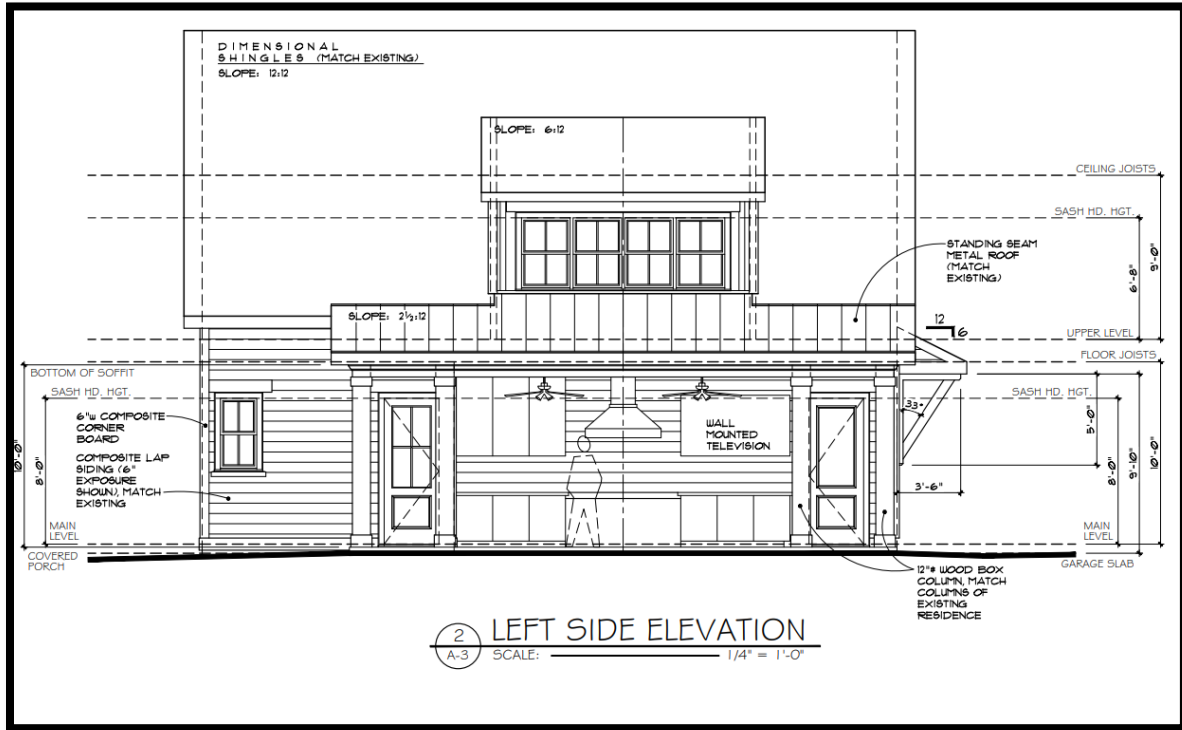 DIMENSIONAL
SHINGLES (MATCH EXISTING)
SLOPE: 12:12
SLOPE: 6:12
CEILING JOISTS
SASH HD. HGT.
STANDING SEAM
METAL ROOF
(MATCH
EXISTING)
6'-8"
9'-0"
SLOPE: 2½:12
12
6
UPPER LEVEL
FLOOR JOISTS
BOTTOM OF SOFFIT
SASH HD. HGT.
SASH HD. HGT.
6"w COMPOSITE
CORNER
BOARD
COMPOSITE LAP
SIDING (6"
EXPOSURE
SHOWN), MATCH
EXISTING
10'-0"
8'-0"
WALL
MOUNTED
TELEVISION
33°
5'-0"
8'-0"
9'-10"
10'-0"
3'-6"
MAIN
LEVEL
COVERED
PORCH
MAIN
LEVEL
GARAGE SLAB
12"⌀ WOOD BOX
COLUMN, MATCH
COLUMNS OF
EXISTING
RESIDENCE
2
A-3
LEFT SIDE ELEVATION
SCALE: 1/4" = 1'-0"